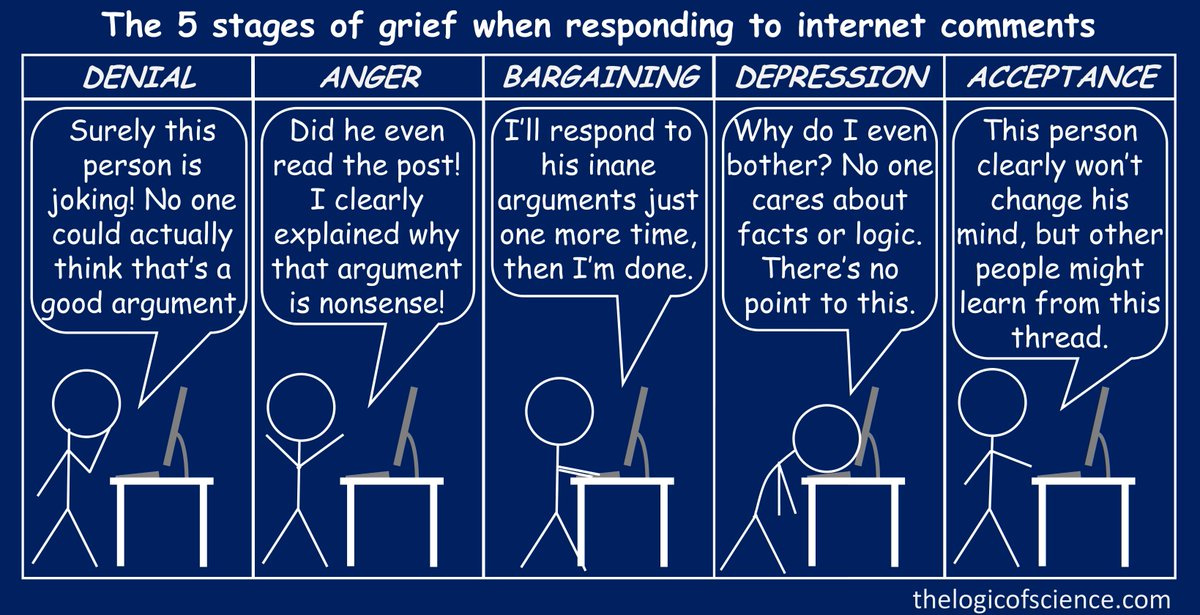 The 5 stages of grief when responding to internet comments
DENIAL
Surely this
person is
joking! No one
could actually
think that's a
good argument.
ANGER
Did he even
read the post!
I clearly
explained why
that argument
is nonsense!
BARGAINING
I'll respond to
his inane
arguments just
one more time,
then I'm done.
DEPRESSION
Why do I even
bother? No one
cares about
facts or logic.
There's no
point to this.
ACCEPTANCE
This person
clearly won't
change his
mind, but other
people might
learn from this
thread.
thelogicofscience.com